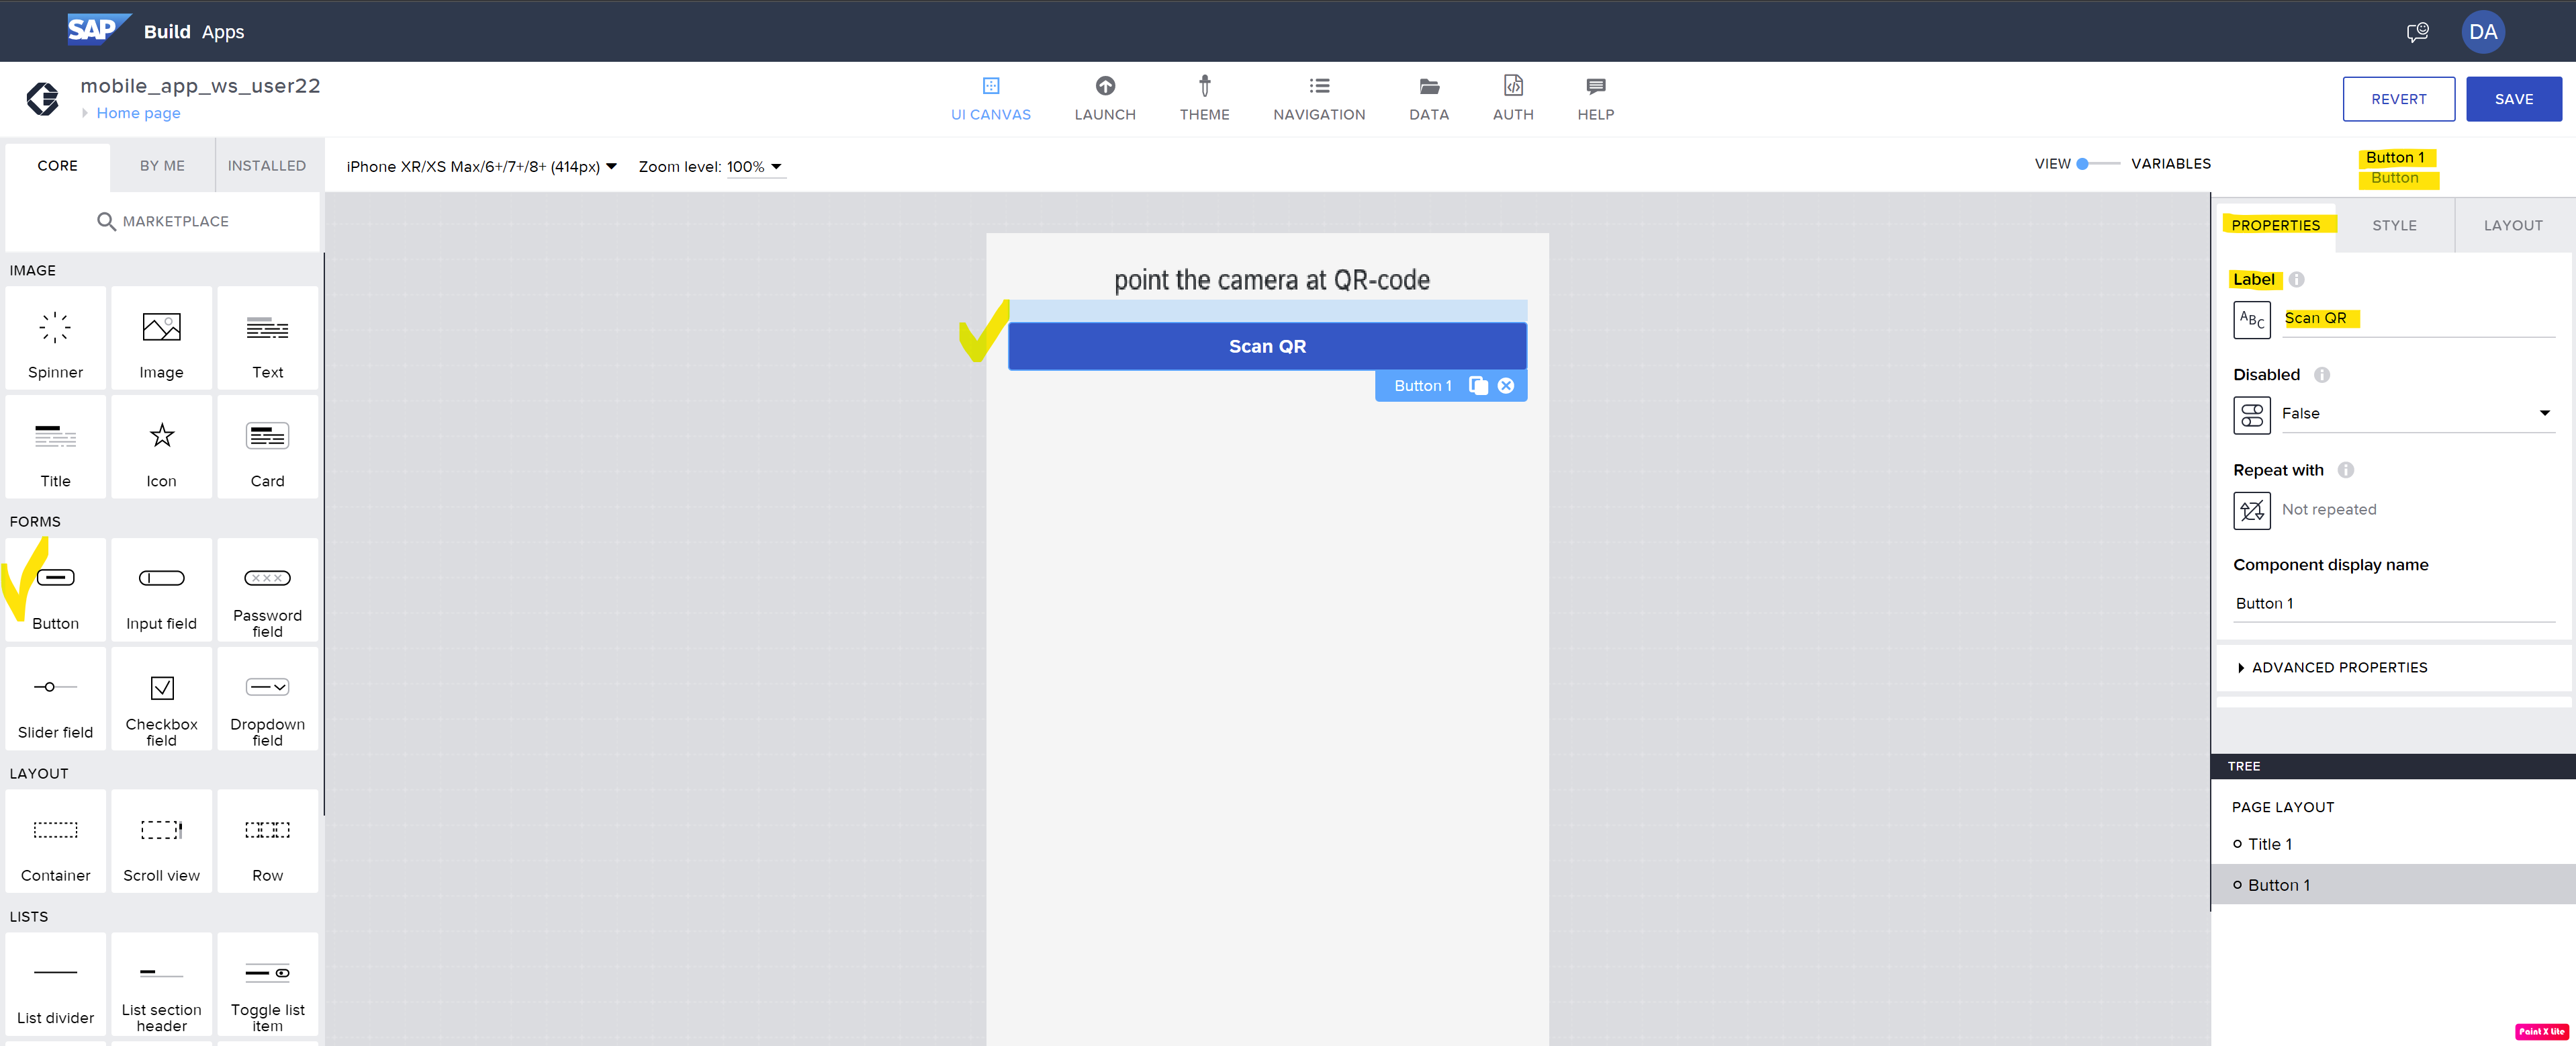 SAP Build Apps
DA
mobile_app_ws_user22
Home page
UI CANVAS
LAUNCH
THEME
NAVIGATION
DATA
AUTH
HELP
REVERT
SAVE
CORE
BY ME
INSTALLED
iPhone XR/XS Max/6+/7+/8+ (414px)
Zoom level: 100%
VIEW
VARIABLES
Button 1
Button
MARKETPLACE
IMAGE
Spinner
Image
Text
Title
Icon
Card
FORMS
Button
Input field
Password
field
Slider field
Checkbox
field
Dropdown
field
LAYOUT
Container
Scroll view
Row
LISTS
List divider
List section
header
Toggle list
item
point the camera at QR-code
Scan QR
Button 1
PROPERTIES
STYLE
LAYOUT
Label
ABC
Scan QR
Disabled
False
Repeat with
Not repeated
Component display name
Button 1
ADVANCED PROPERTIES
TREE
PAGE LAYOUT
Title 1
Button 1
Paint X lite